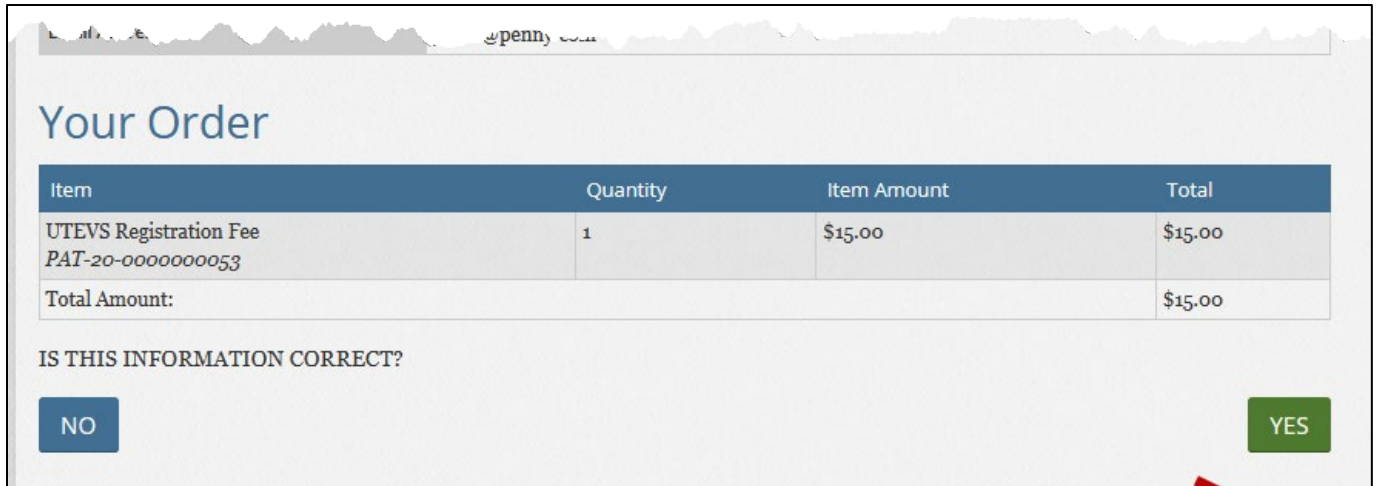 @penny
Your Order
Item Quantity Item Amount Total
UTEVS Registration Fee 1 $15.00 $15.00
PAT-20-0000000053
Total Amount: $15.00
IS THIS INFORMATION CORRECT?
NO YES